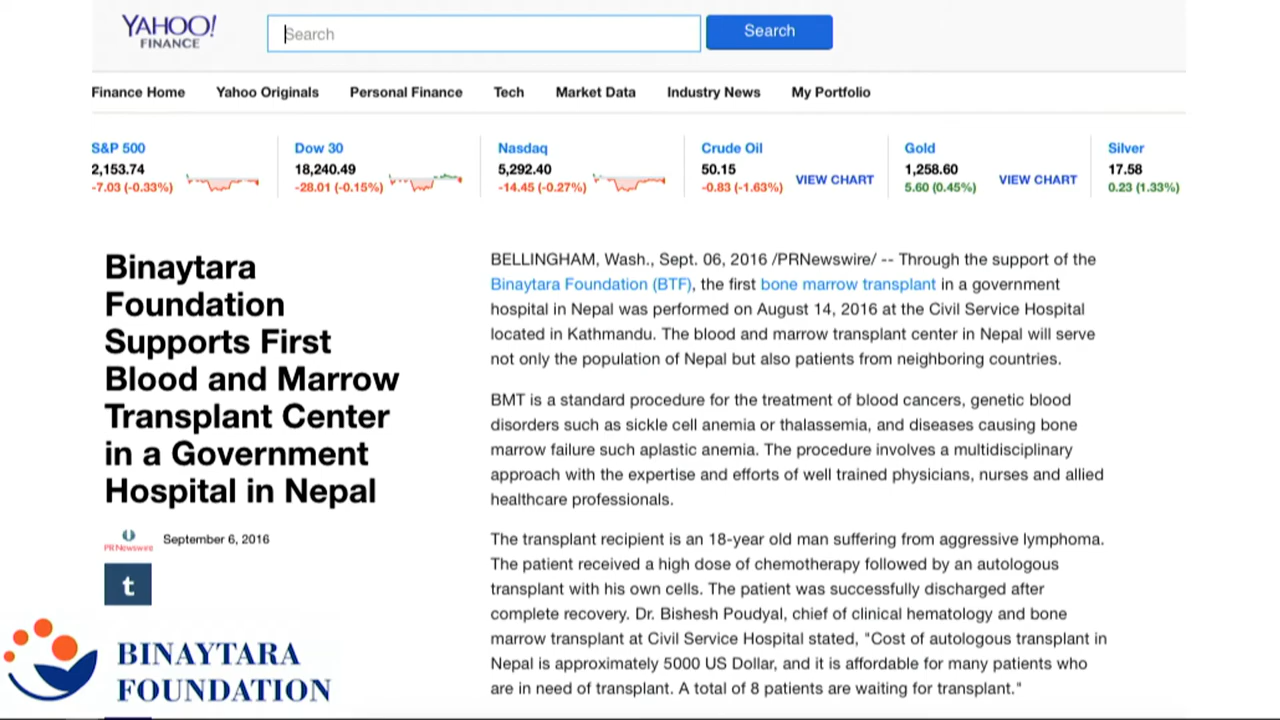 YAHOO!
FINANCE
Search
Search
Finance Home Yahoo Originals Personal Finance Tech Market Data Industry News My Portfolio
S&P 500
2,153.74
-7.03 (-0.33%)
Dow 30
18,240.49
-28.01 (-0.15%)
Nasdaq
5,292.40
-14.45 (-0.27%)
Crude Oil
50.15
-0.83 (-1.63%)
VIEW CHART
Gold
1,258.60
5.60 (0.45%)
VIEW CHART
Silver
17.58
0.23 (1.33%)
Binaytara
Foundation
Supports First
Blood and Marrow
Transplant Center
in a Government
Hospital in Nepal
PR Newswire
September 6, 2016
t
BELLINGHAM, Wash., Sept. 06, 2016 /PRNewswire/ -- Through the support of the
Binaytara Foundation (BTF), the first bone marrow transplant in a government
hospital in Nepal was performed on August 14, 2016 at the Civil Service Hospital
located in Kathmandu. The blood and marrow transplant center in Nepal will serve
not only the population of Nepal but also patients from neighboring countries.
BMT is a standard procedure for the treatment of blood cancers, genetic blood
disorders such as sickle cell anemia or thalassemia, and diseases causing bone
marrow failure such aplastic anemia. The procedure involves a multidisciplinary
approach with the expertise and efforts of well trained physicians, nurses and allied
healthcare professionals.
The transplant recipient is an 18-year old man suffering from aggressive lymphoma.
The patient received a high dose of chemotherapy followed by an autologous
transplant with his own cells. The patient was successfully discharged after
complete recovery. Dr. Bishesh Poudyal, chief of clinical hematology and bone
marrow transplant at Civil Service Hospital stated, "Cost of autologous transplant in
Nepal is approximately 5000 US Dollar, and it is affordable for many patients who
are in need of transplant. A total of 8 patients are waiting for transplant."
BINAYTARA
FOUNDATION